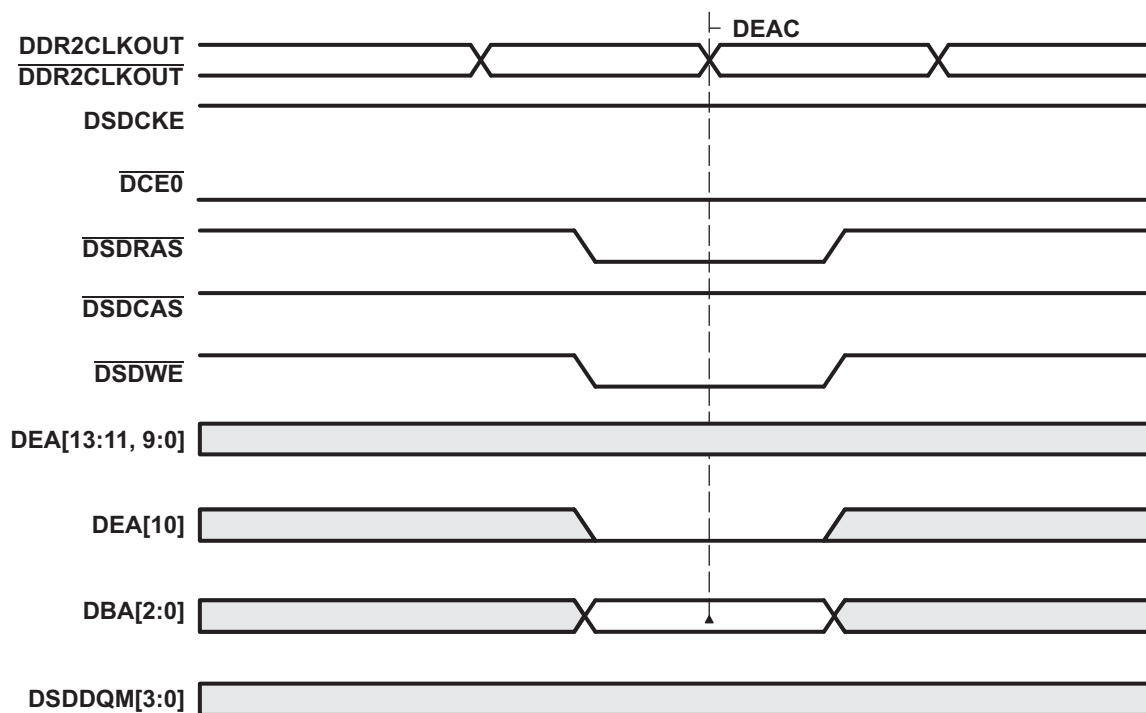 DEAC
DDR2CLKOUT
DDR2CLKOUT
DSDCKE
DCE0
DSDRAS
DSDCAS
DSDWE
DEA[13:11, 9:0]
DEA[10]
DBA[2:0]
DSDDQM[3:0]